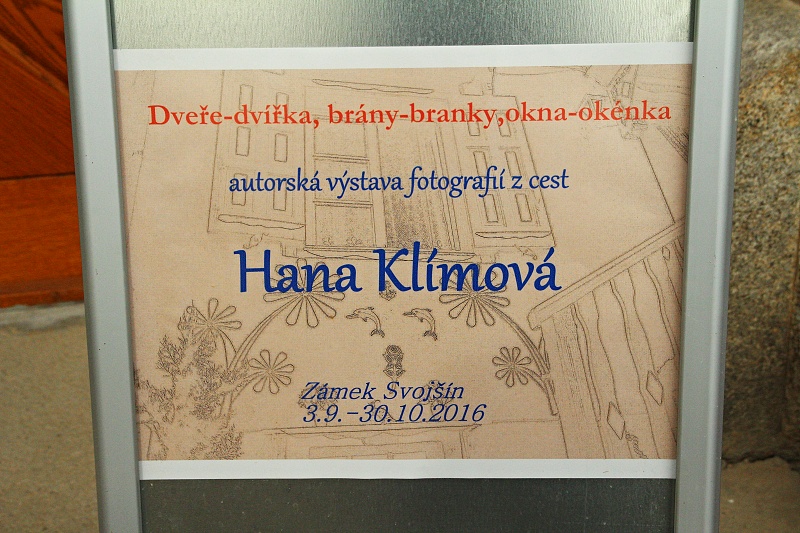 Dveře-dvířka, brány-branky,okna-okénka
autorská výstava fotografií z cest
Hana Klímová
Zámek Svojšín
3.9.-30.10.2016